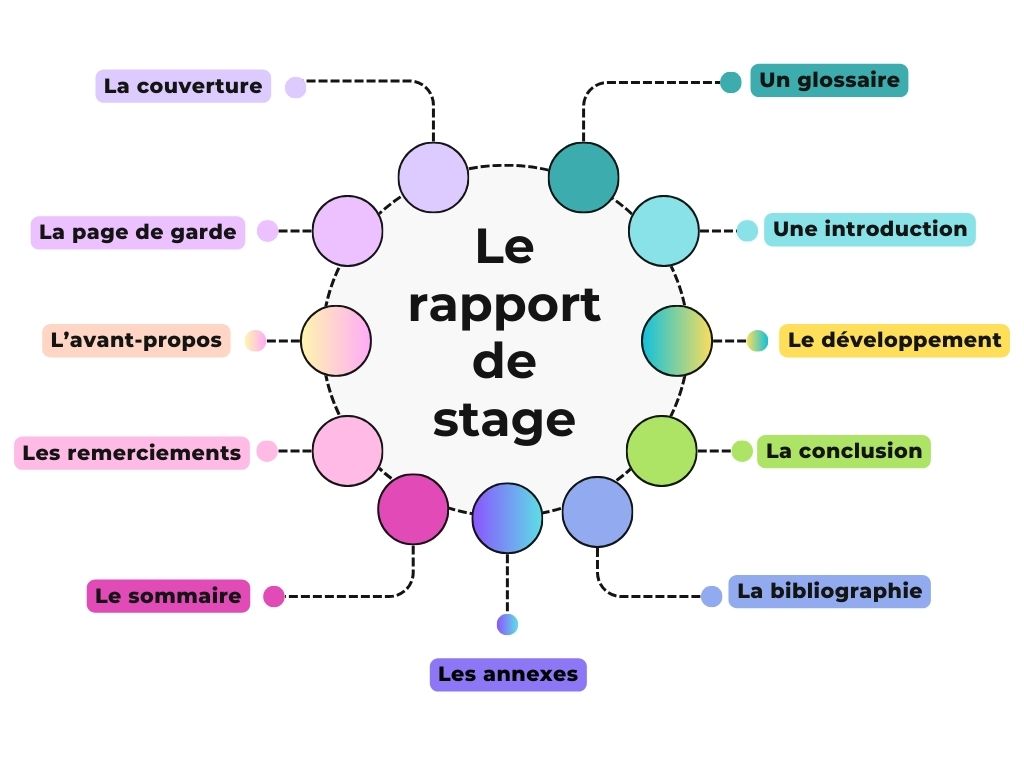 La couverture
Un glossaire
La page de garde
Une introduction
Le
rapport
de
stage
L’avant-propos
Le développement
Les remerciements
La conclusion
Le sommaire
La bibliographie
Les annexes